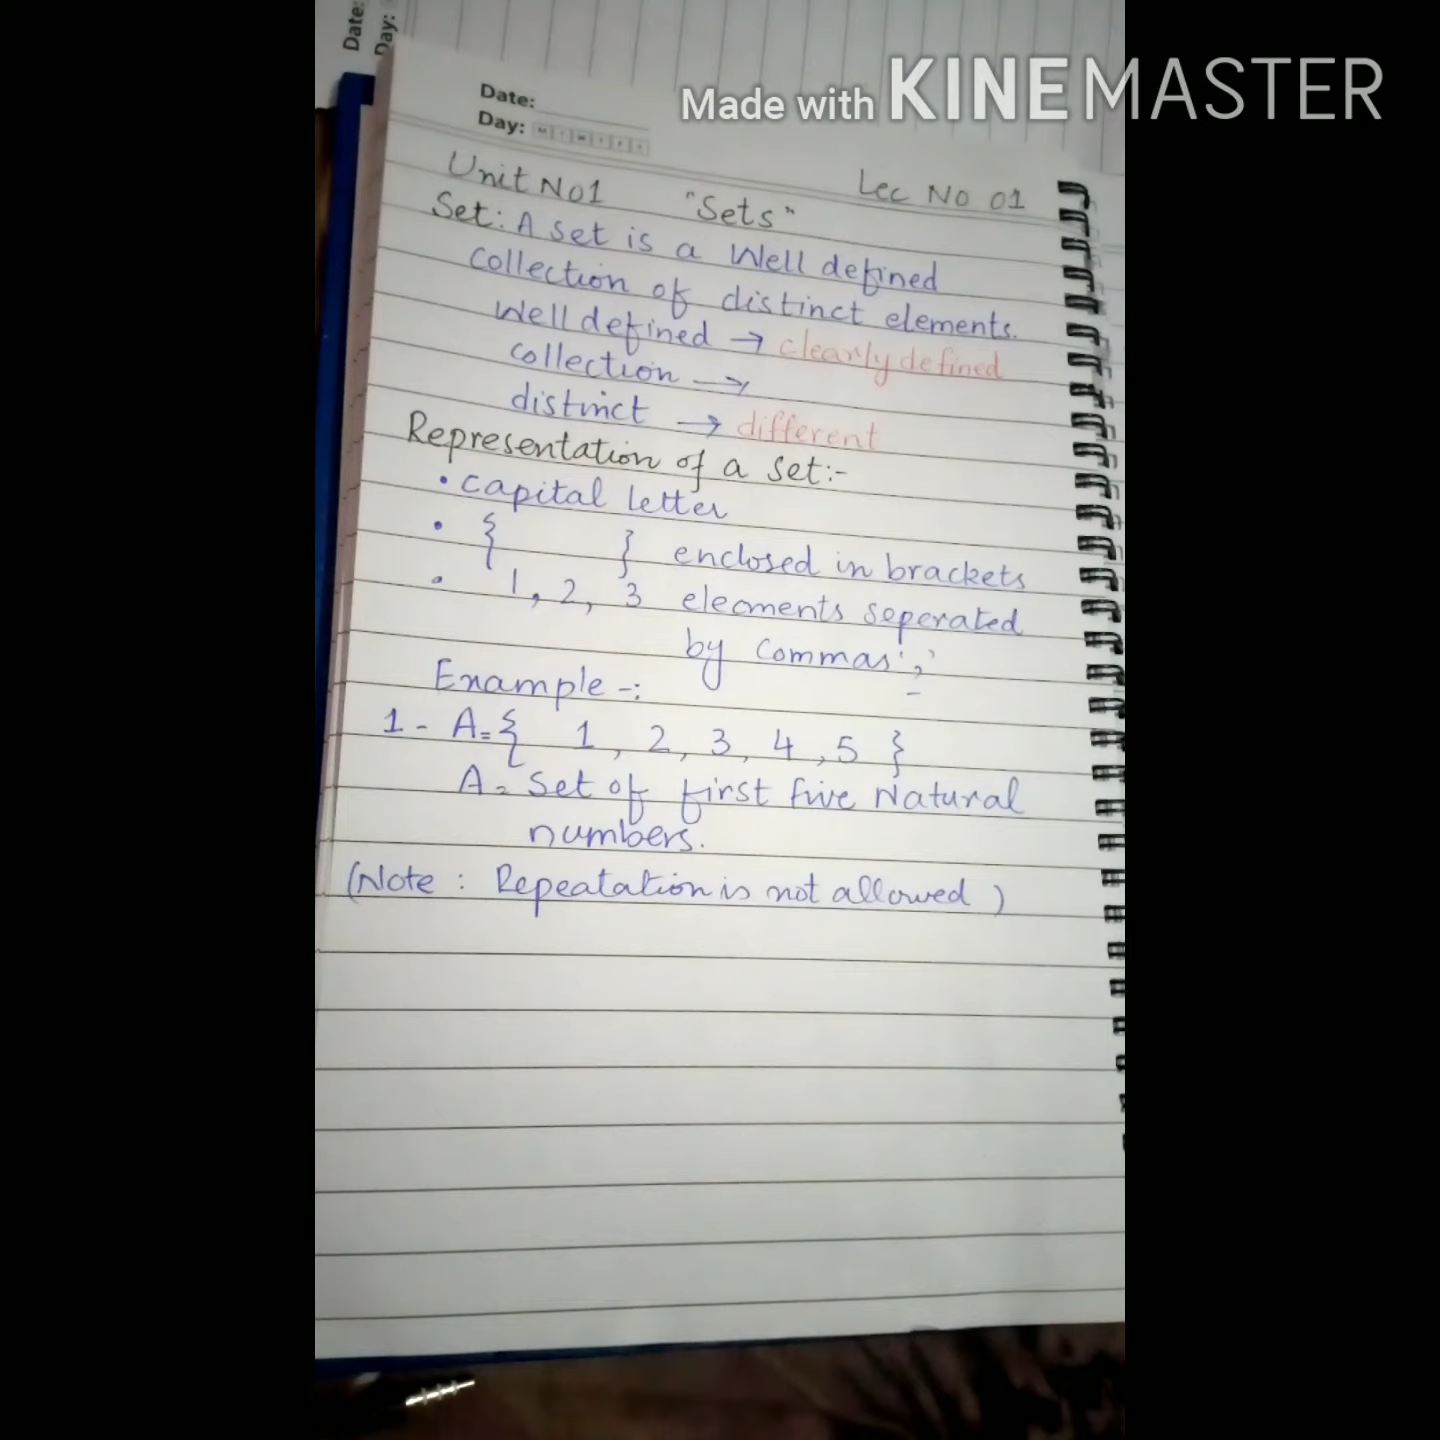 Date:
Day:
Made with KINEMASTER
Date:
Day: M T W T F S
Unit No1 "Sets" Lec No 01
Set: A set is a Well defined
collection of distinct elements.
Well defined → clearly defined
collection →
distinct → different
Representation of a set:-
• capital letter
• { } enclosed in brackets
• 1, 2, 3 elements seperated
by commas ','
Example -:
1 - A={ 1, 2, 3, 4, 5 }
A= Set of first five Natural
numbers.
(Note : Repeatation is not allowed )